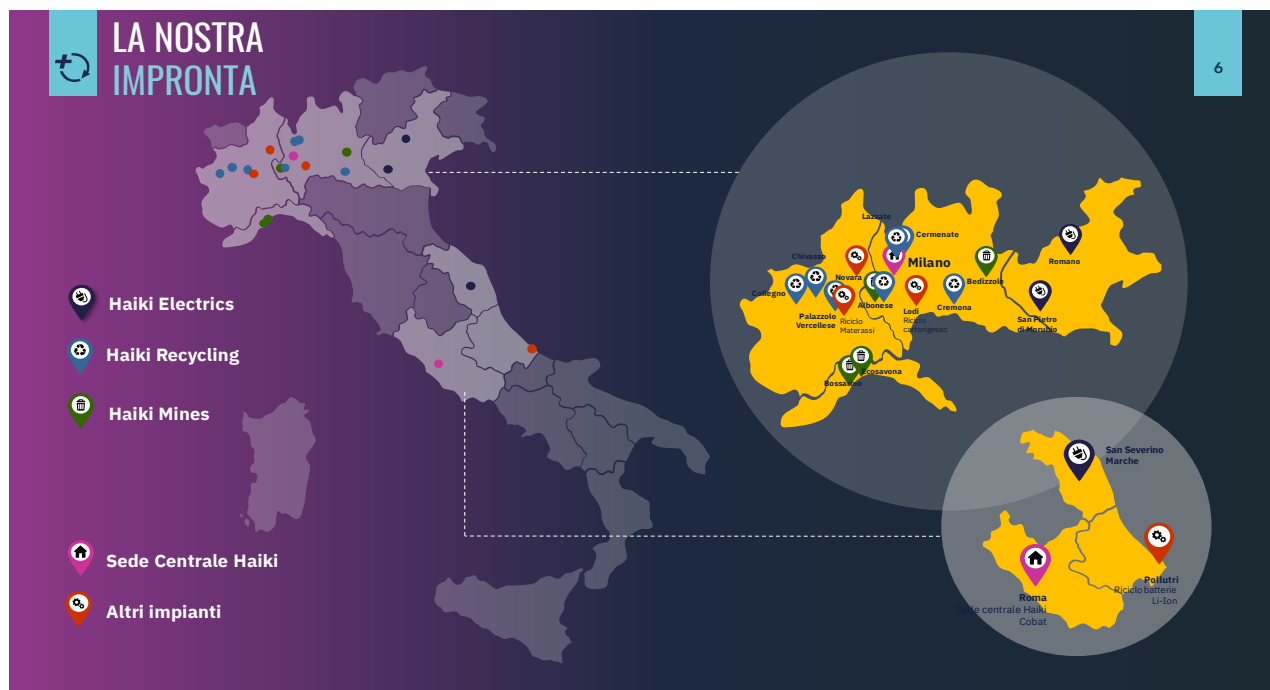 LA NOSTRA
IMPRONTA
6
Haiki Electrics
Haiki Recycling
Haiki Mines
Sede Centrale Haiki
Altri impianti
Lazzate
Cermenate
Milano
Chivasso
Novara
Collegno
Palazzolo
Vercellese
Riciclo
Materassi
Albonese
Lodi
Riciclo
cartongesso
Cremona
Bedizzole
Romano
San Pietro
di Morubio
Ecosavona
Bossarino
San Severino
Marche
Pollutri
Riciclo batterie
Li-Ion
Roma
Sede centrale Haiki
Cobat